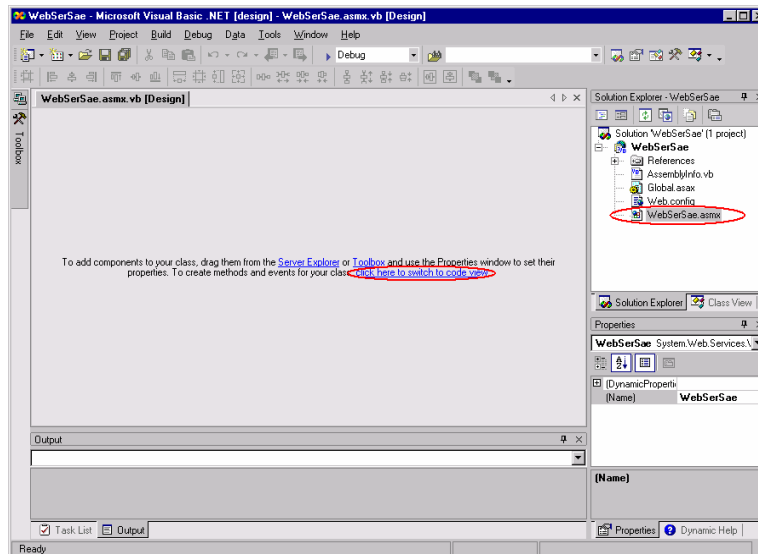 WebSerSae - Microsoft Visual Basic .NET [design] - WebSerSae.asmx.vb [Design]
File Edit View Project Build Debug Data Tools Window Help
Debug
WebSerSae.asmx.vb [Design]
Toolbox
To add components to your class, drag them from the Server Explorer or Toolbox and use the Properties window to set their
properties. To create methods and events for your class, click here to switch to code view.
Output
Task List Output
Ready
Solution Explorer - WebSerSae
Solution 'WebSerSae' (1 project)
WebSerSae
References
AssemblyInfo.vb
Global.asax
Web.config
WebSerSae.asmx
Solution Explorer Class View
Properties
WebSerSae System.Web.Services.\
(DynamicProperti
(Name) WebSerSae
(Name)
Properties Dynamic Help